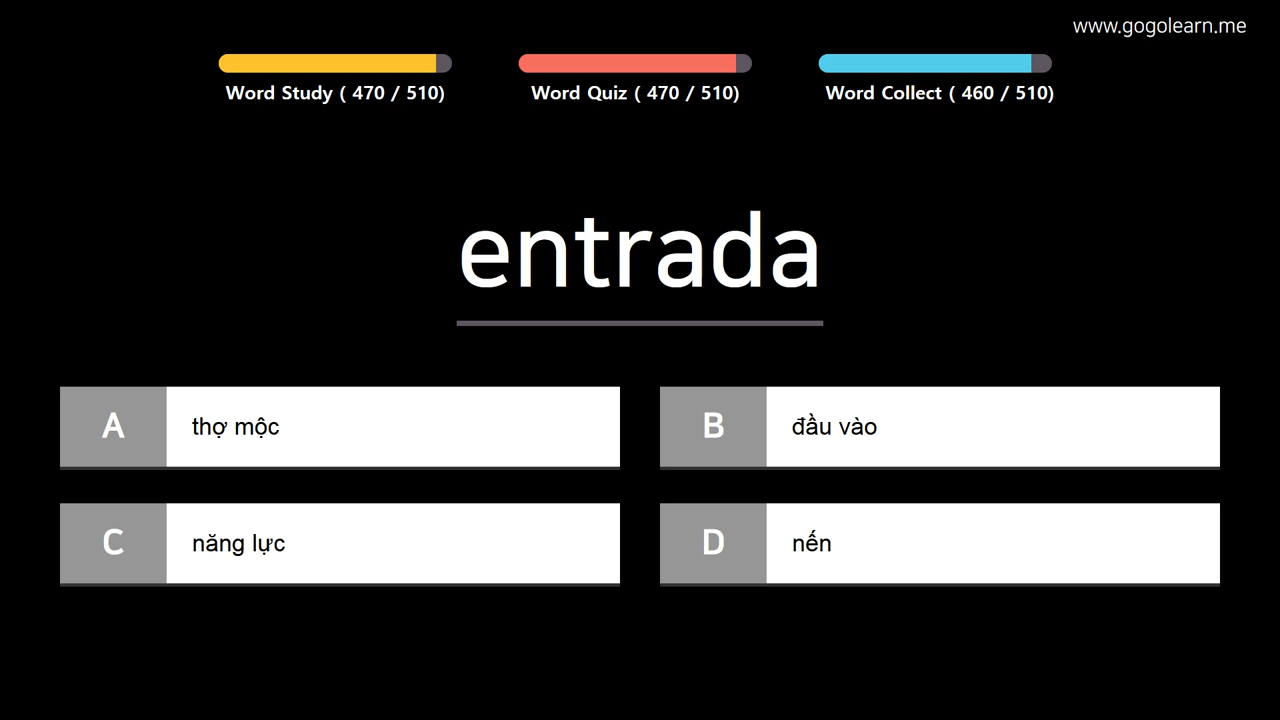 www.gogolearn.me
Word Study ( 470 / 510)
Word Quiz ( 470 / 510)
Word Collect ( 460 / 510)
entrada
A
thợ mộc
B
đầu vào
C
năng lực
D
nến